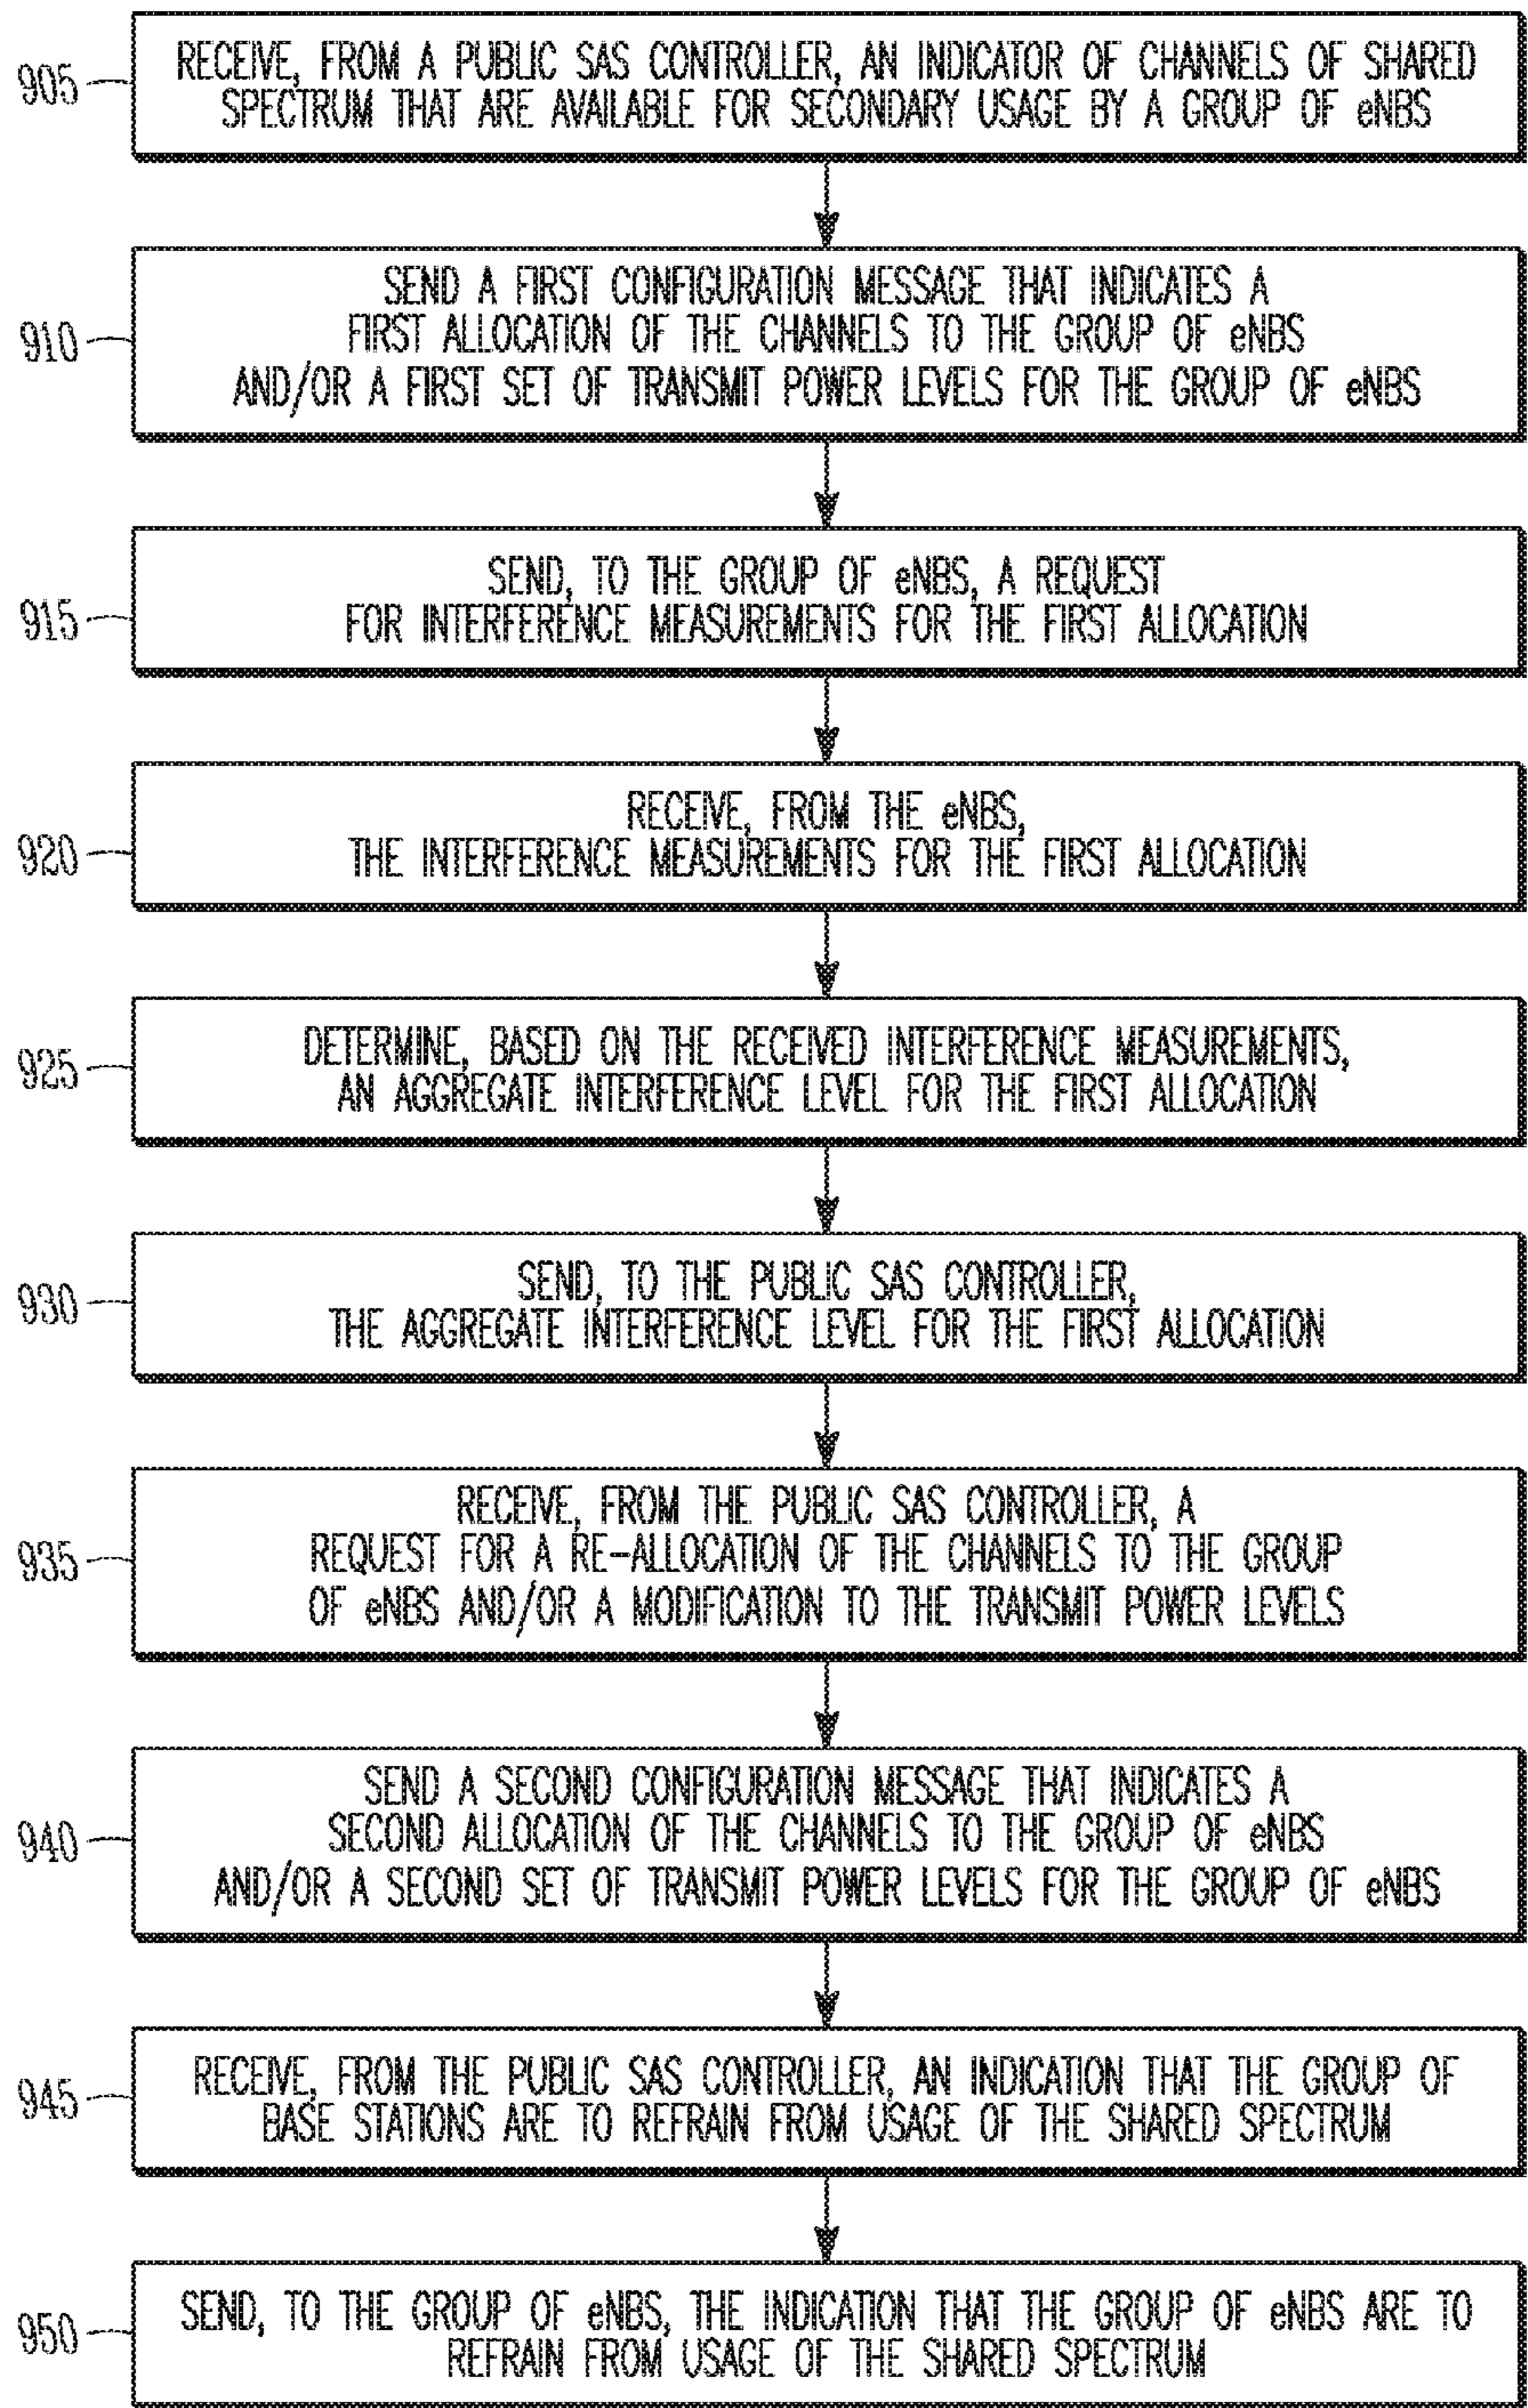 905
RECEIVE, FROM A PUBLIC SAS CONTROLLER, AN INDICATOR OF CHANNELS OF SHARED
SPECTRUM THAT ARE AVAILABLE FOR SECONDARY USAGE BY A GROUP OF eNBS
910
SEND A FIRST CONFIGURATION MESSAGE THAT INDICATES A
FIRST ALLOCATION OF THE CHANNELS TO THE GROUP OF eNBS
AND/OR A FIRST SET OF TRANSMIT POWER LEVELS FOR THE GROUP OF eNBS
915
SEND, TO THE GROUP OF eNBS, A REQUEST
FOR INTERFERENCE MEASUREMENTS FOR THE FIRST ALLOCATION
920
RECEIVE, FROM THE eNBS,
THE INTERFERENCE MEASUREMENTS FOR THE FIRST ALLOCATION
925
DETERMINE, BASED ON THE RECEIVED INTERFERENCE MEASUREMENTS,
AN AGGREGATE INTERFERENCE LEVEL FOR THE FIRST ALLOCATION
930
SEND, TO THE PUBLIC SAS CONTROLLER,
THE AGGREGATE INTERFERENCE LEVEL FOR THE FIRST ALLOCATION
935
RECEIVE, FROM THE PUBLIC SAS CONTROLLER, A
REQUEST FOR A RE-ALLOCATION OF THE CHANNELS TO THE GROUP
OF eNBS AND/OR A MODIFICATION TO THE TRANSMIT POWER LEVELS
940
SEND A SECOND CONFIGURATION MESSAGE THAT INDICATES A
SECOND ALLOCATION OF THE CHANNELS TO THE GROUP OF eNBS
AND/OR A SECOND SET OF TRANSMIT POWER LEVELS FOR THE GROUP OF eNBS
945
RECEIVE, FROM THE PUBLIC SAS CONTROLLER, AN INDICATION THAT THE GROUP OF
BASE STATIONS ARE TO REFRAIN FROM USAGE OF THE SHARED SPECTRUM
950
SEND, TO THE GROUP OF eNBS, THE INDICATION THAT THE GROUP OF eNBS ARE TO
REFRAIN FROM USAGE OF THE SHARED SPECTRUM